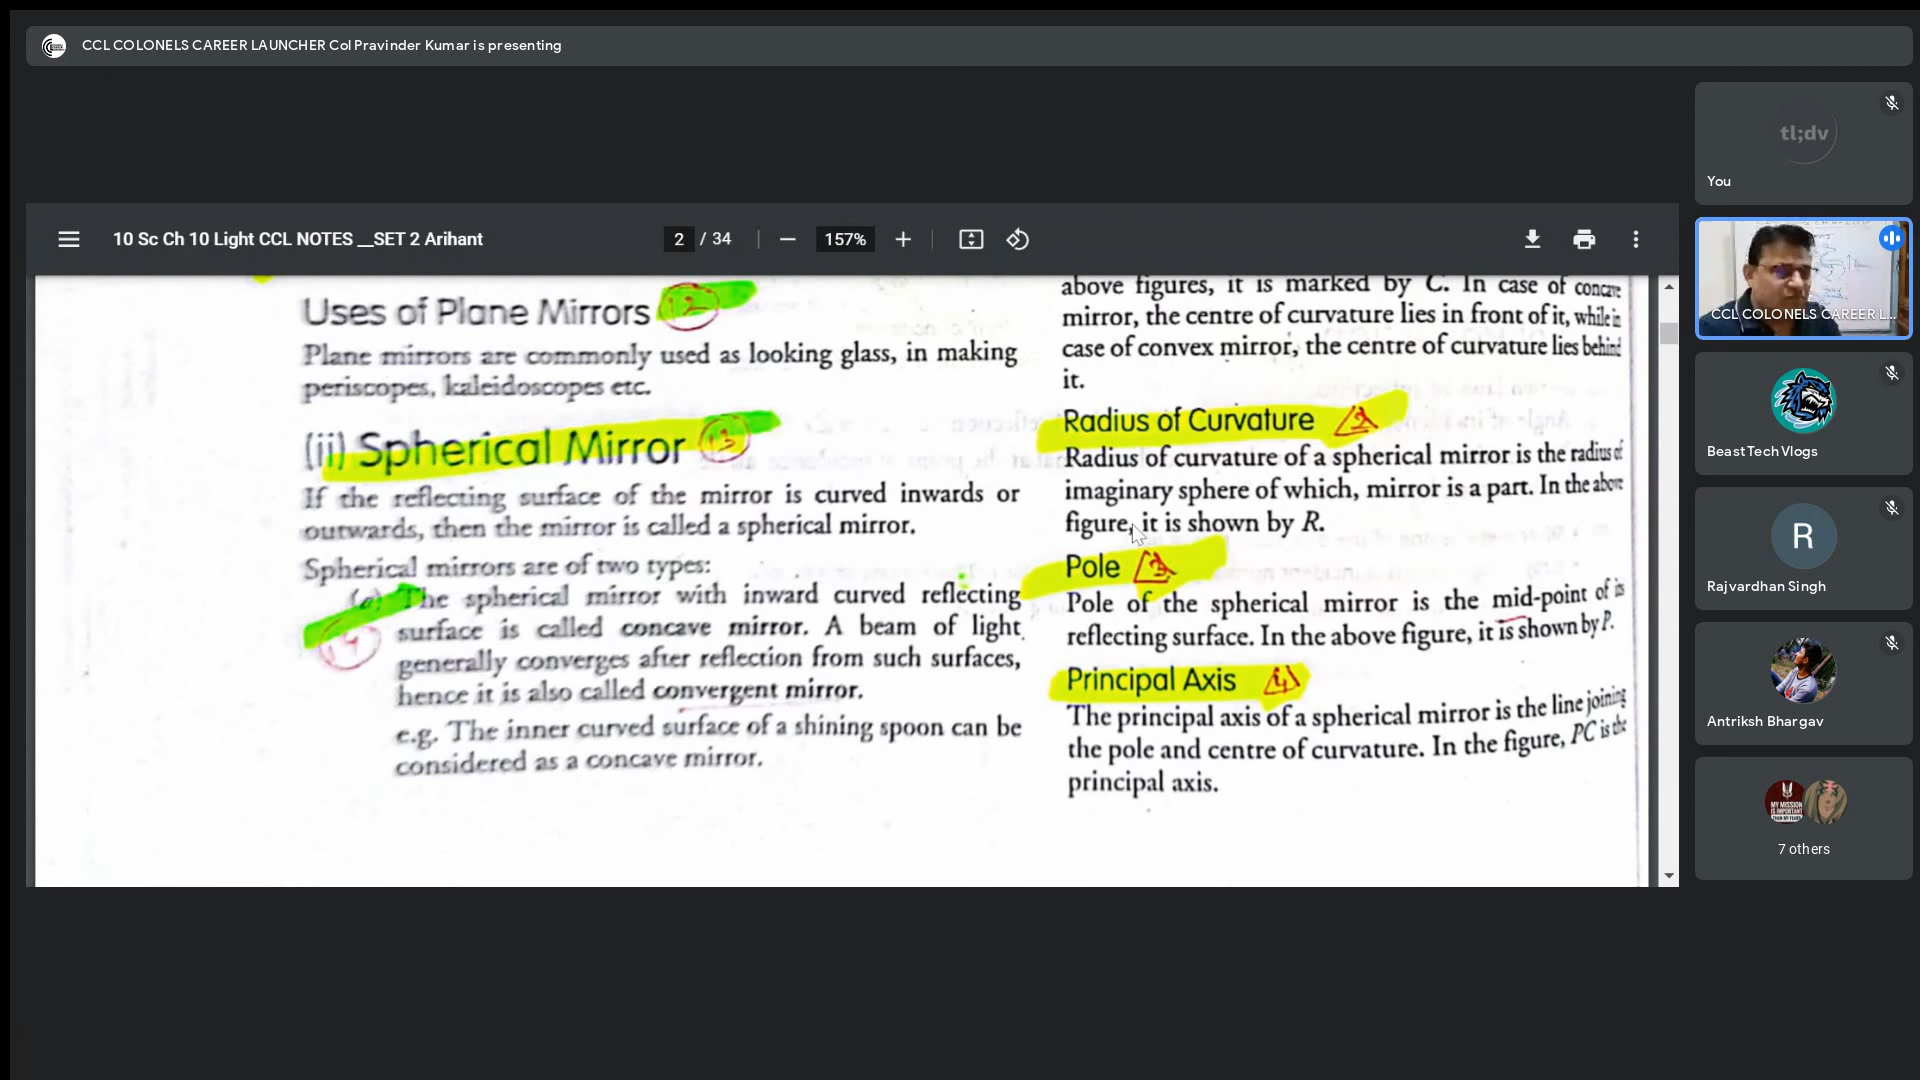 CCL COLONELS CAREER LAUNCHER Col Pravinder Kumar is presenting
10 Sc Ch 10 Light CCL NOTES __SET 2 Arihant
2 / 34
157%
Uses of Plane Mirrors 12
Plane mirrors are commonly used as looking glass, in making
periscopes, kaleidoscopes etc.
(ii) Spherical Mirror 13
If the reflecting surface of the mirror is curved inwards or
outwards, then the mirror is called a spherical mirror.
Spherical mirrors are of two types:
(a) The spherical mirror with inward curved reflecting
surface is called concave mirror. A beam of light
generally converges after reflection from such surfaces,
hence it is also called convergent mirror.
e.g. The inner curved surface of a shining spoon can be
considered as a concave mirror.
above figures, it is marked by C. In case of concave
mirror, the centre of curvature lies in front of it, while in
case of convex mirror, the centre of curvature lies behind
it.
Radius of Curvature
Radius of curvature of a spherical mirror is the radius of
imaginary sphere of which, mirror is a part. In the above
figure, it is shown by R.
Pole
Pole of the spherical mirror is the mid-point of its
reflecting surface. In the above figure, it is shown by P.
Principal Axis 4
The principal axis of a spherical mirror is the line joining
the pole and centre of curvature. In the figure, PC is the
principal axis.
tl;dv
You
CCL COLONELS CAREER L...
BeastTechVlogs
R
Rajvardhan Singh
Antriksh Bhargav
MY MISSION
IS IMPORTANT
7 others